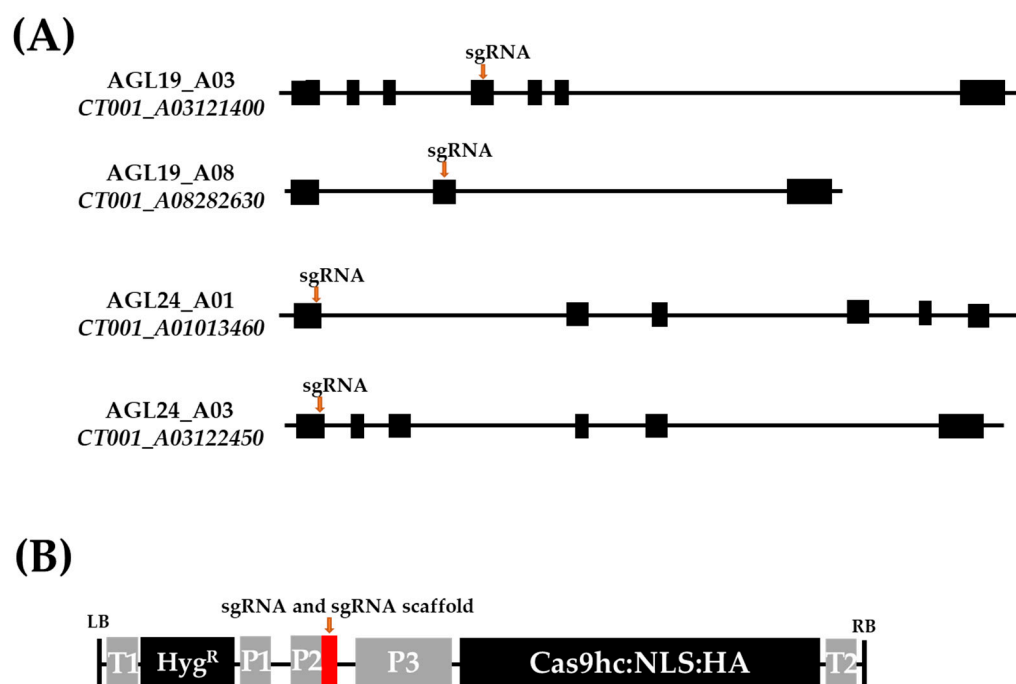 (A)
sgRNA
AGL19_A03
CT001_A03121400
sgRNA
AGL19_A08
CT001_A08282630
sgRNA
AGL24_A01
CT001_A01013460
sgRNA
AGL24_A03
CT001_A03122450
(B)
sgRNA and sgRNA scaffold
LB
RB
T1 Hygᴿ P1 P2 P3 Cas9hc:NLS:HA T2